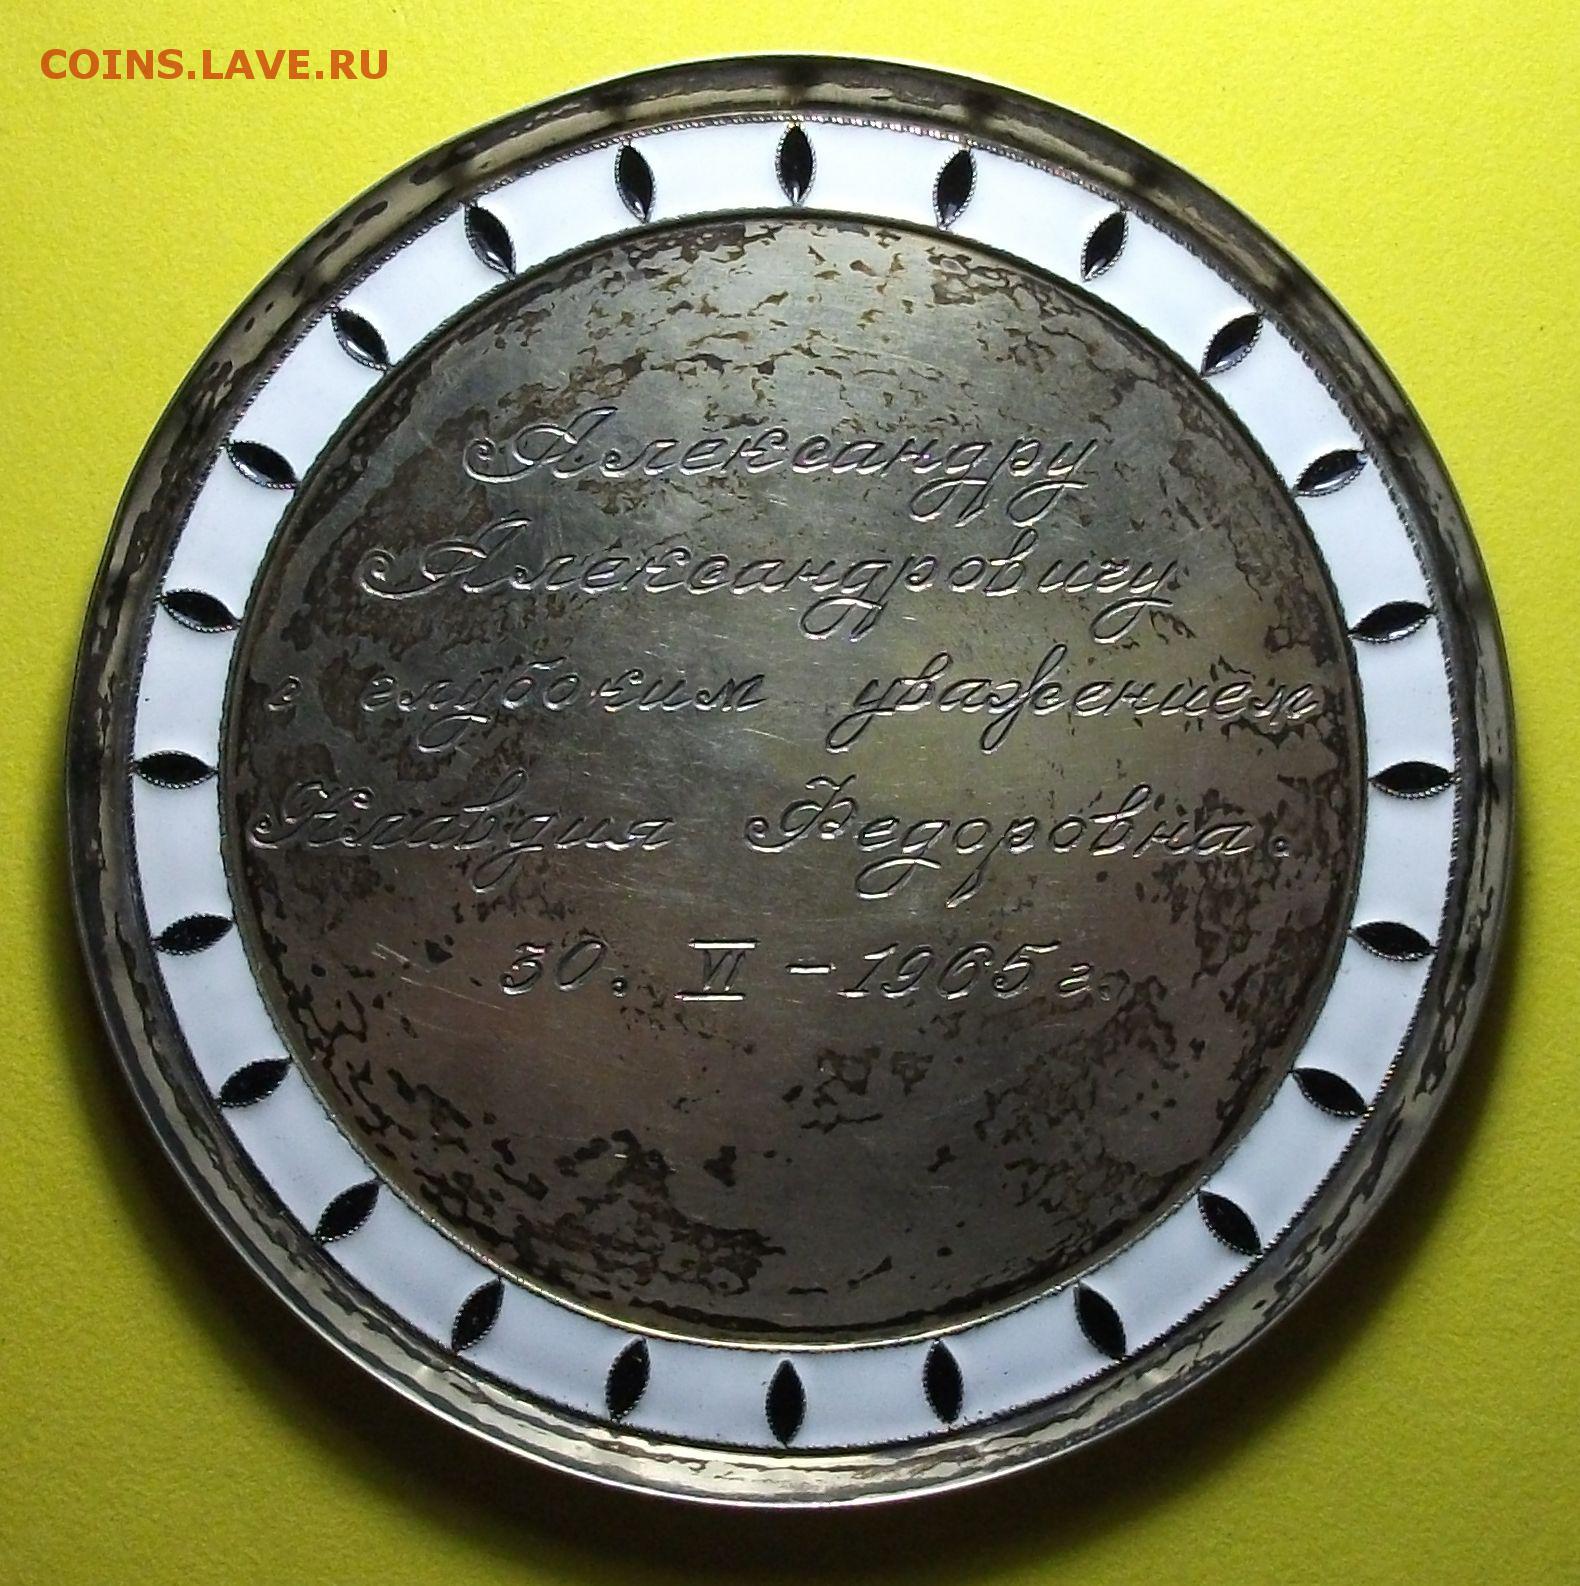 COINS.LAVE.RU
Александру
Александровичу
с глубоким уважением
Клавдия Федоровна.
30. VI - 1965 г.